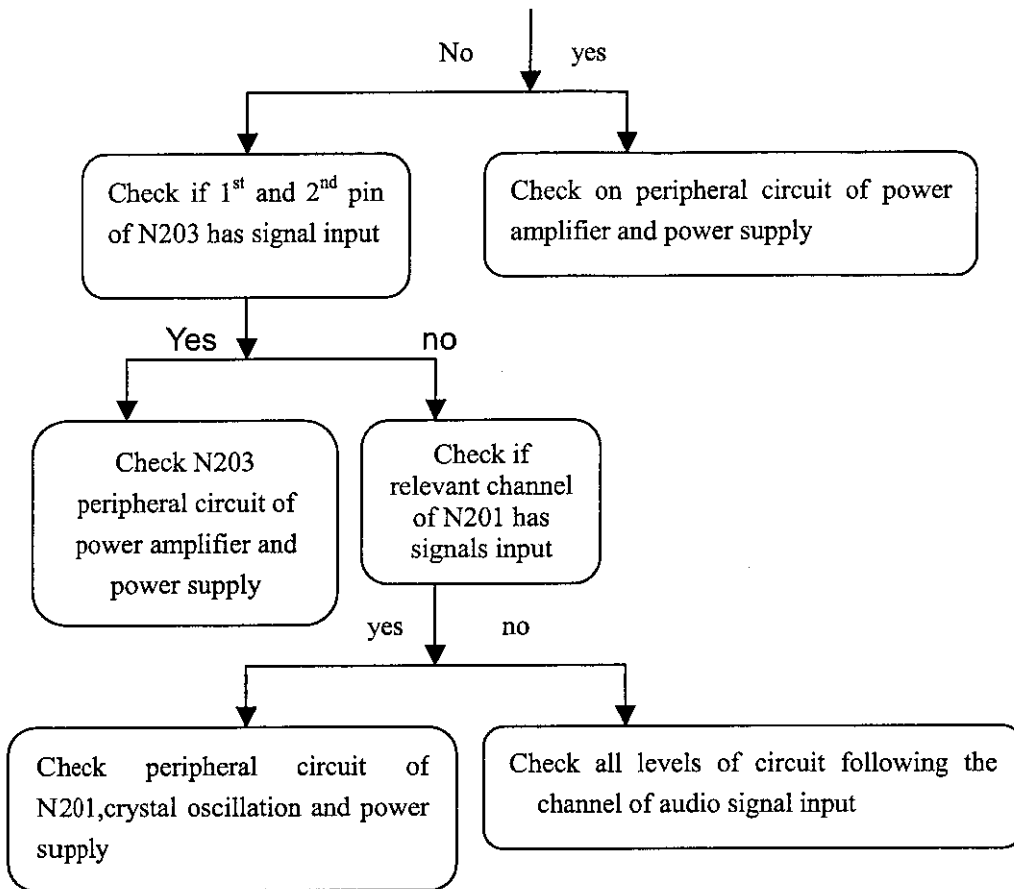 No yes
Check if 1st and 2nd pin
of N203 has signal input
Check on peripheral circuit of power
amplifier and power supply
Yes no
Check N203
peripheral circuit of
power amplifier and
power supply
Check if
relevant channel
of N201 has
signals input
yes no
Check peripheral circuit of
N201,crystal oscillation and power
supply
Check all levels of circuit following the
channel of audio signal input